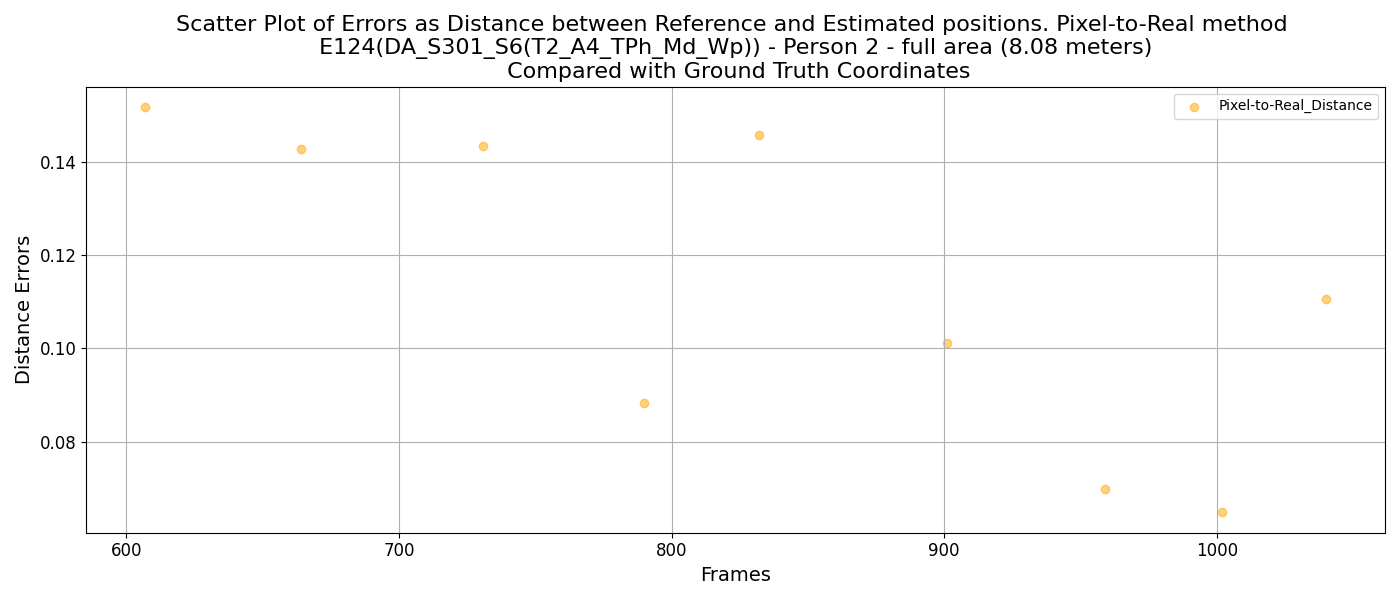 Scatter Plot of Errors as Distance between Reference and Estimated positions. Pixel-to-Real method
E124(DA_S301_S6(T2_A4_TPh_Md_Wp)) - Person 2 - full area (8.08 meters)
Compared with Ground Truth Coordinates
Pixel-to-Real_Distance
Distance Errors
0.14
0.12
0.10
0.08
600 700 800 900 1000
Frames